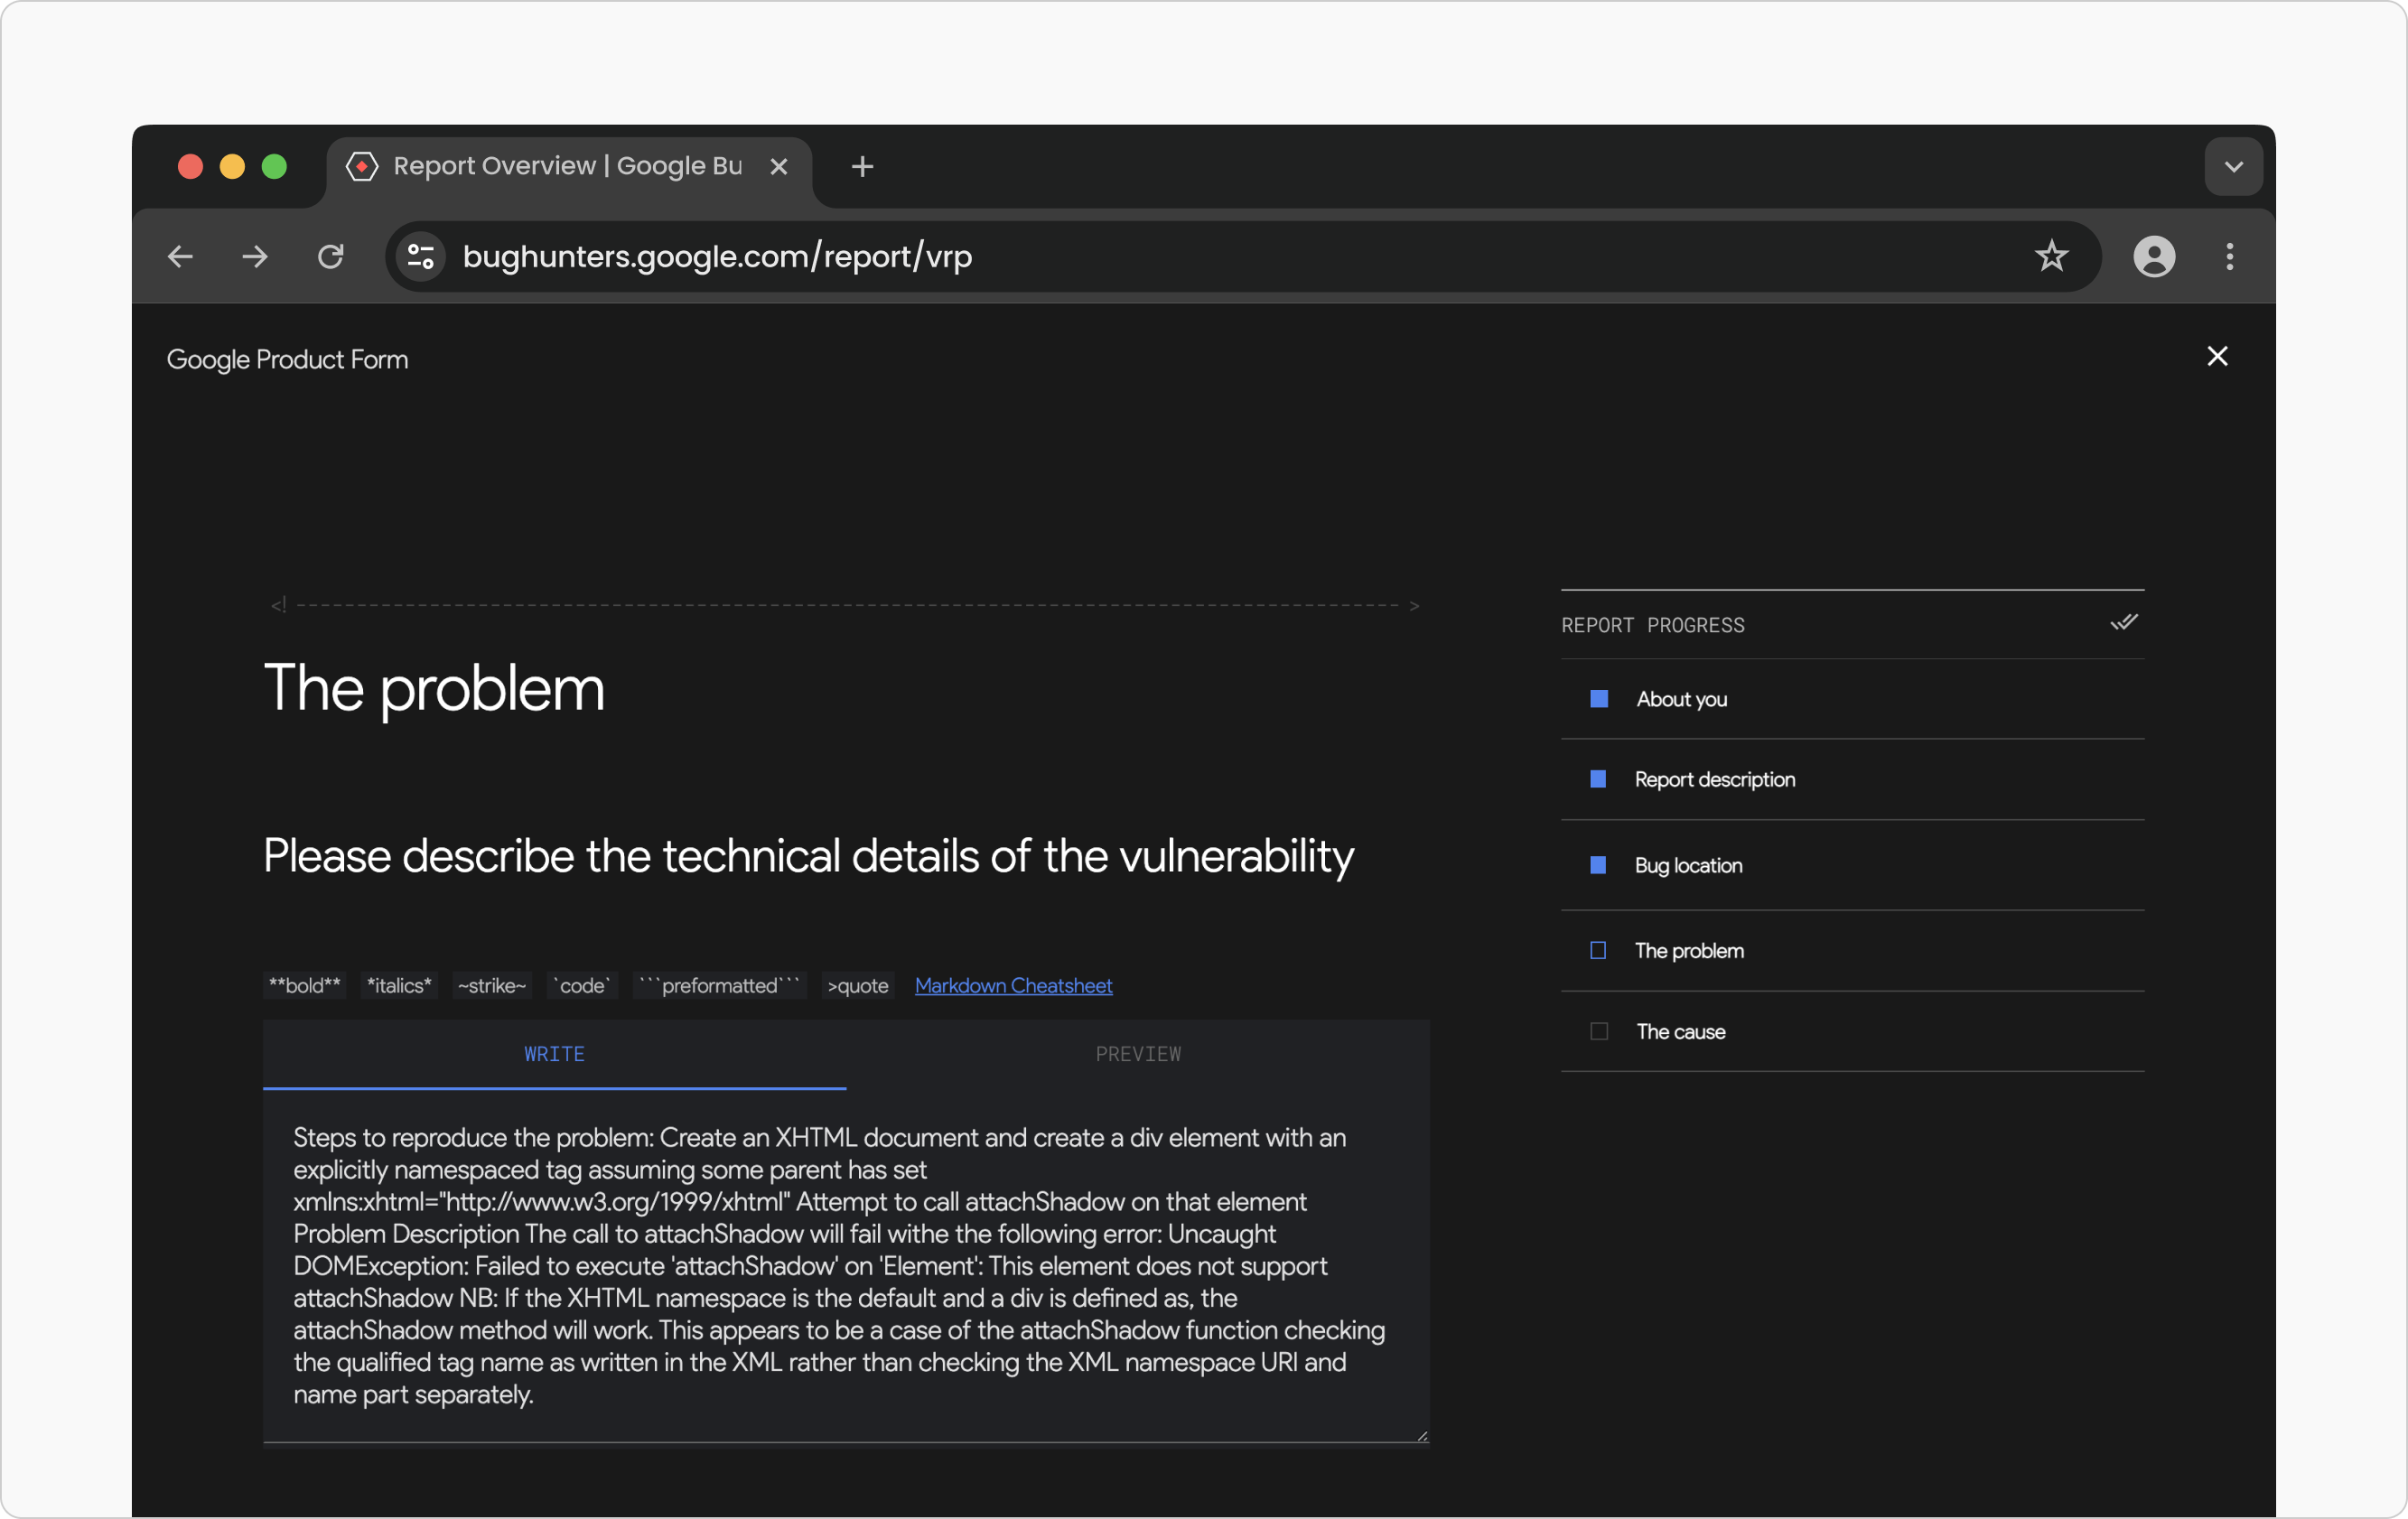 Report Overview | Google Bu
bughunters.google.com/report/vrp
Google Product Form
<! >
The problem
Please describe the technical details of the vulnerability
**bold** *italics* ~strike~ `code` ```preformatted``` >quote Markdown Cheatsheet
WRITE PREVIEW
Steps to reproduce the problem: Create an XHTML document and create a div element with an
explicitly namespaced tag assuming some parent has set
xmlns:xhtml="http://www.w3.org/1999/xhtml" Attempt to call attachShadow on that element
Problem Description The call to attachShadow will fail withe the following error: Uncaught
DOMException: Failed to execute 'attachShadow' on 'Element': This element does not support
attachShadow NB: If the XHTML namespace is the default and a div is defined as, the
attachShadow method will work. This appears to be a case of the attachShadow function checking
the qualified tag name as written in the XML rather than checking the XML namespace URI and
name part separately.
REPORT PROGRESS
About you
Report description
Bug location
The problem
The cause